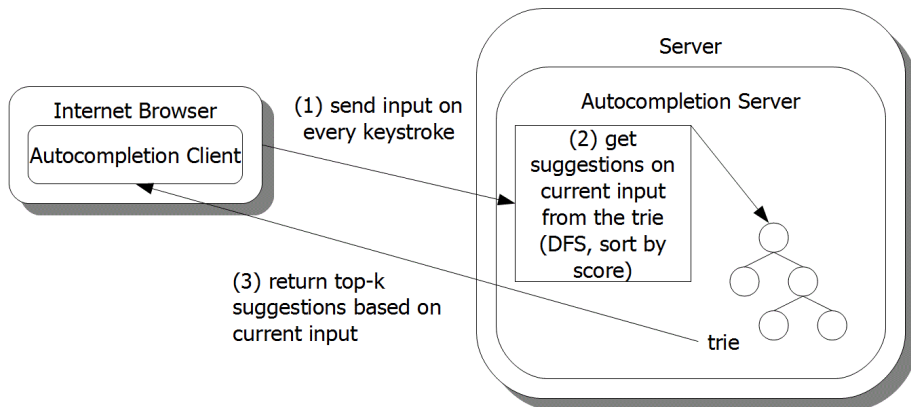 Server
Autocompletion Server
Internet Browser
Autocompletion Client
(1) send input on
every keystroke
(2) get
suggestions on
current input
from the trie
(DFS, sort by
score)
(3) return top-k
suggestions based on
current input
trie